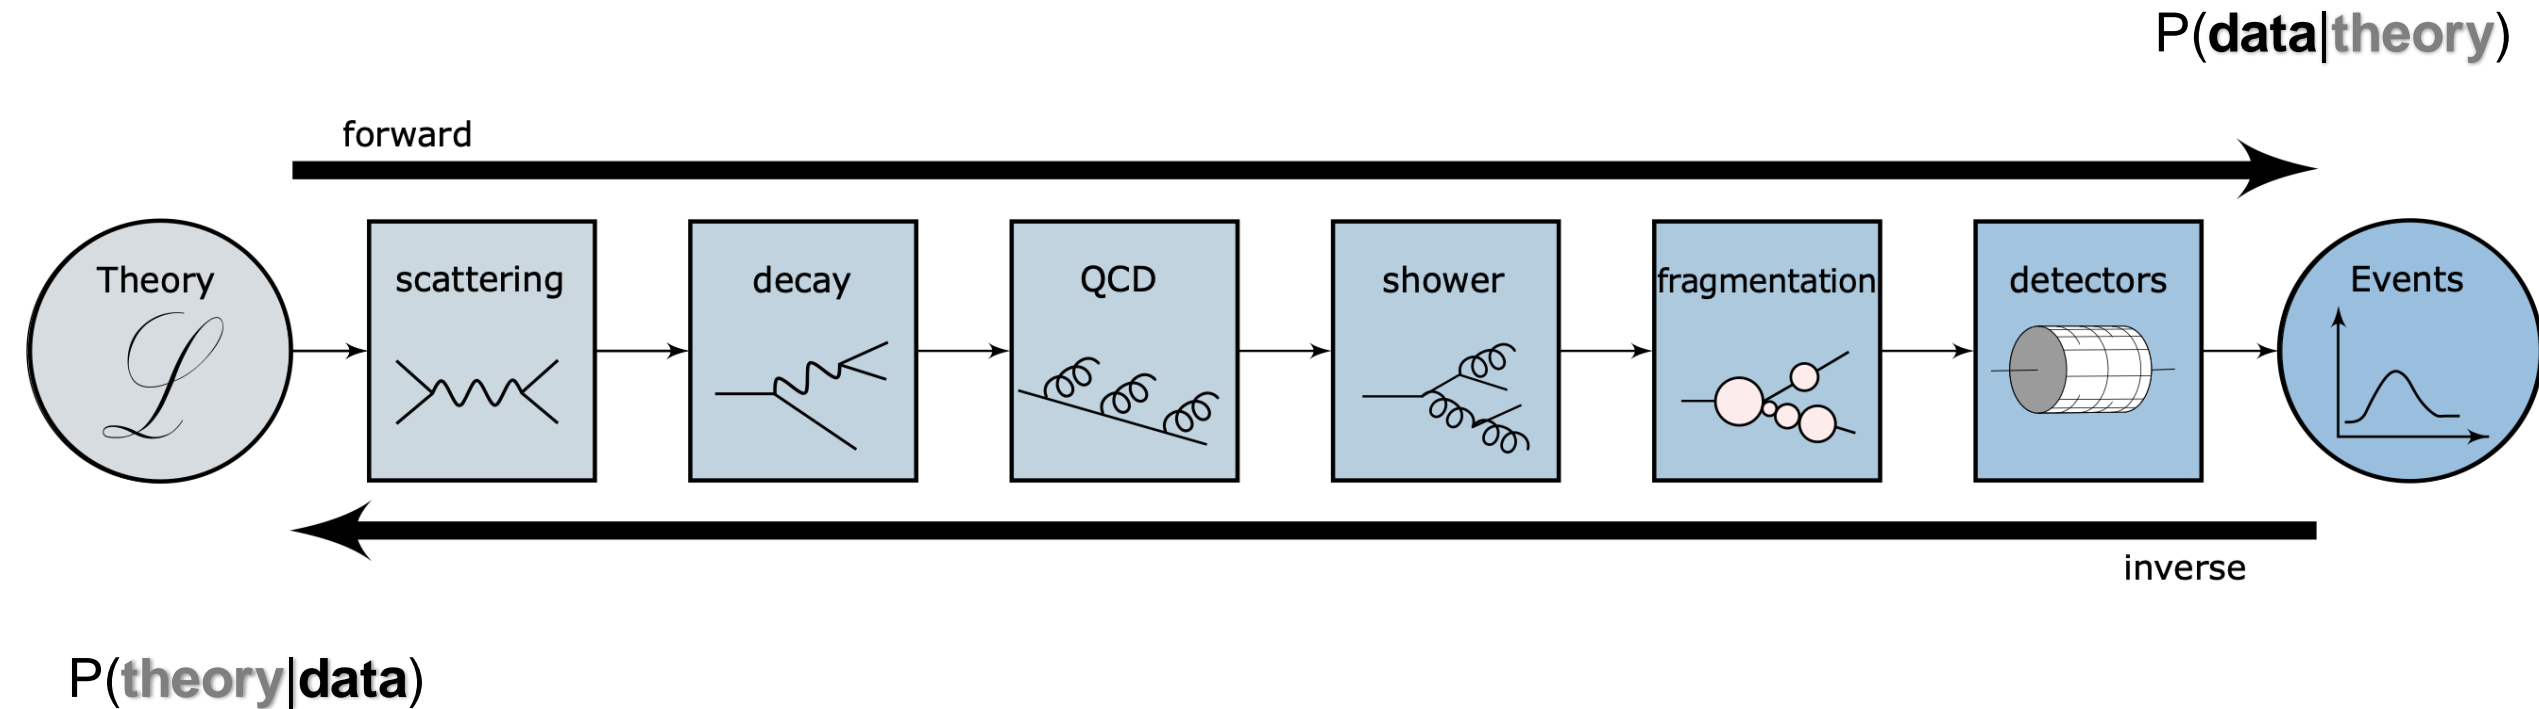 P(data|theory)
forward
Theory
ℒ
scattering
decay
QCD
shower
fragmentation
detectors
Events
inverse
P(theory|data)